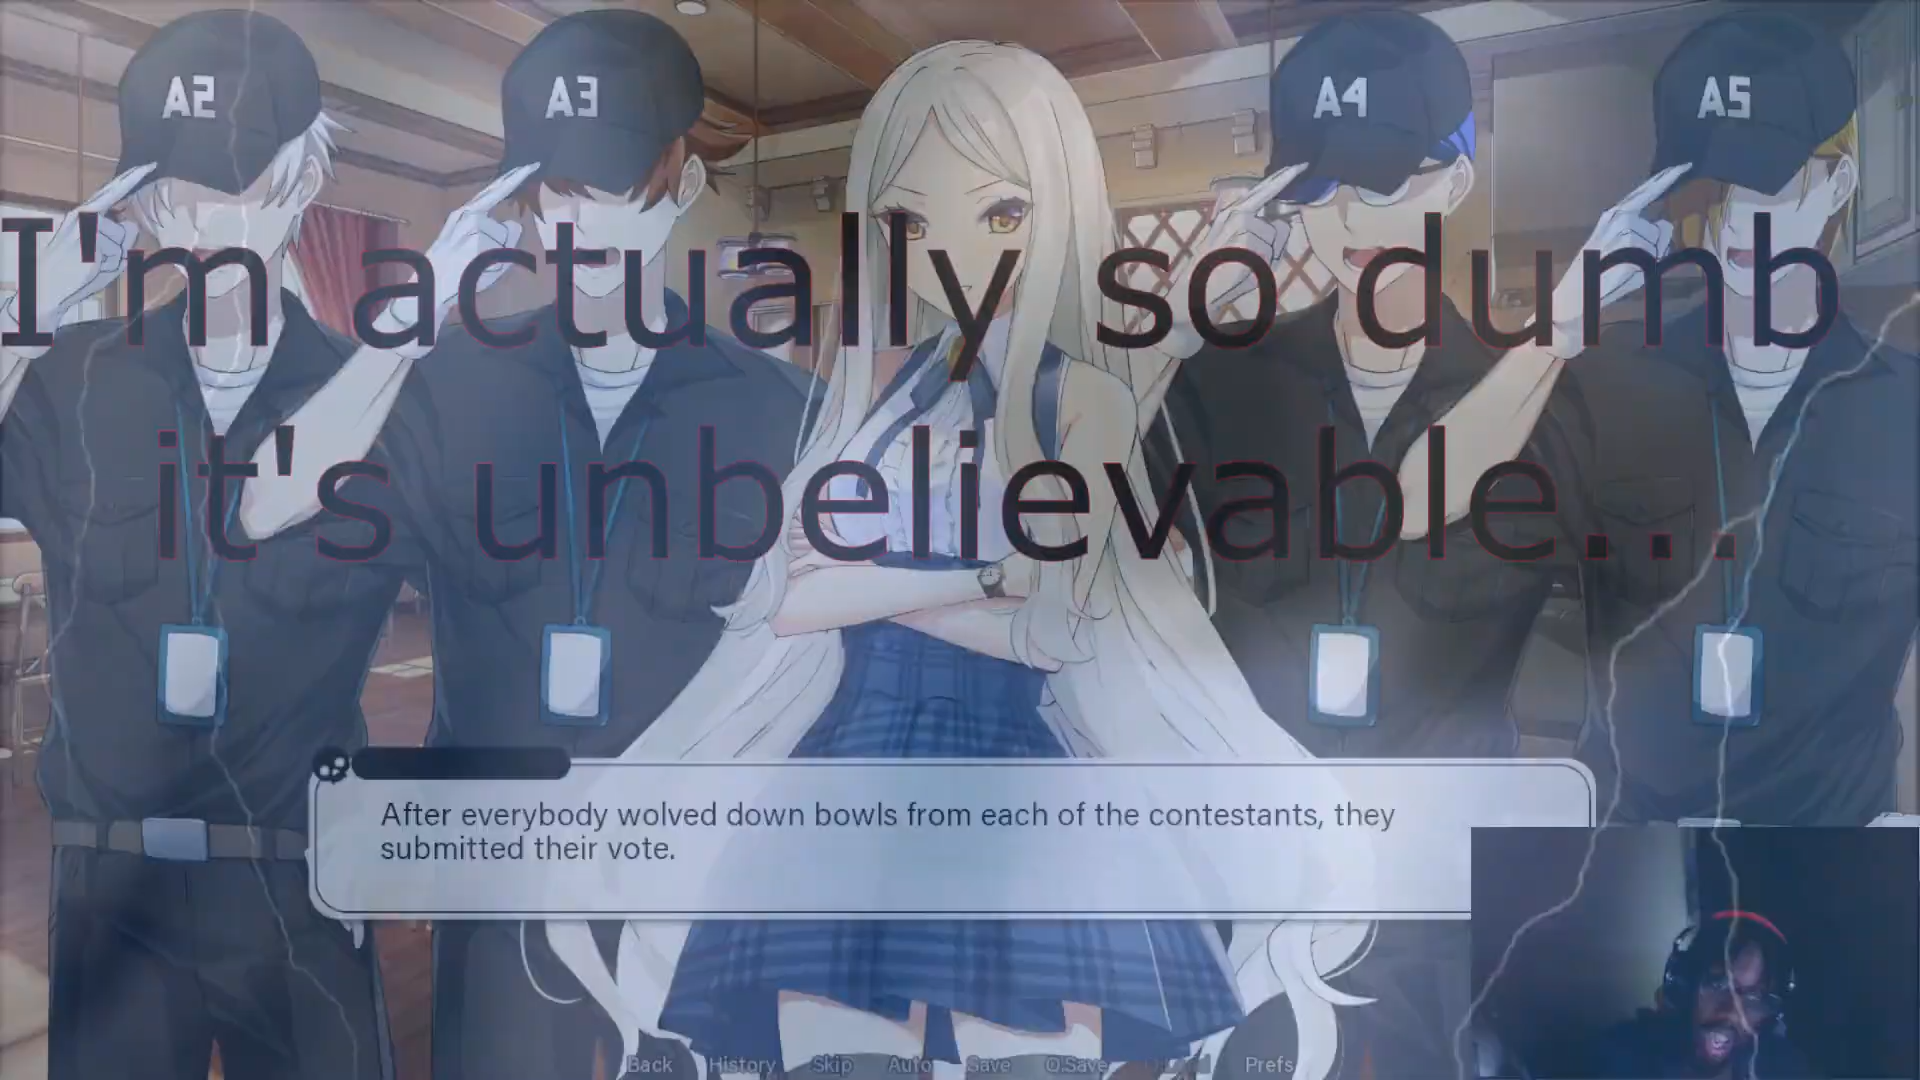 A2
A3
A4
A5
I'm actually so dumb
it's unbelievable...
After everybody wolved down bowls from each of the contestants, they
submitted their vote.
Back History Skip Auto Save Q.Save Prefs